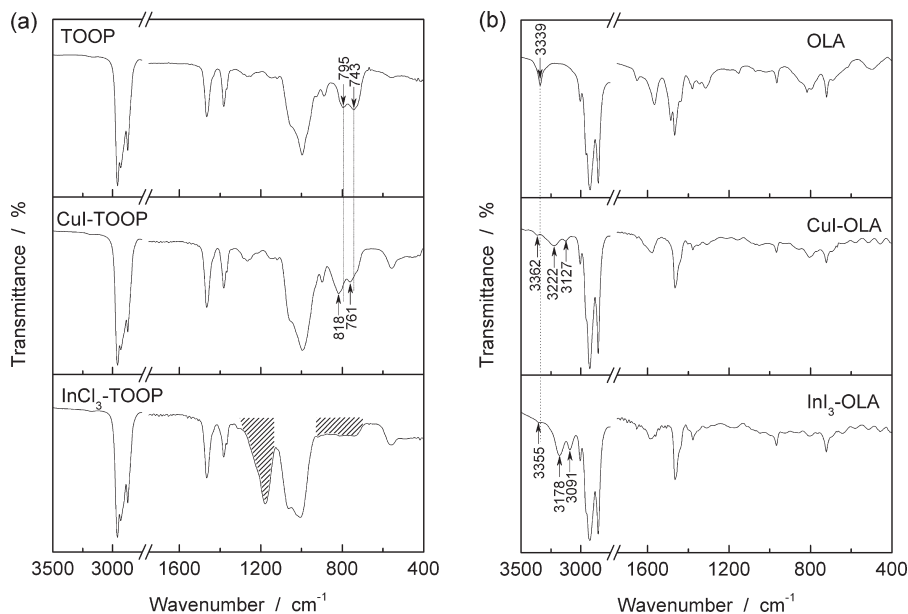 (a)
TOOP
795
743
CuI-TOOP
818
761
InCl₃-TOOP
Transmittance / %
3500 3000 1600 1200 800 400
Wavenumber / cm⁻¹
(b)
3339
OLA
CuI-OLA
3362
3222
3127
InI₃-OLA
3355
3178
3091
Transmittance / %
3500 3000 1600 1200 800 400
Wavenumber / cm⁻¹